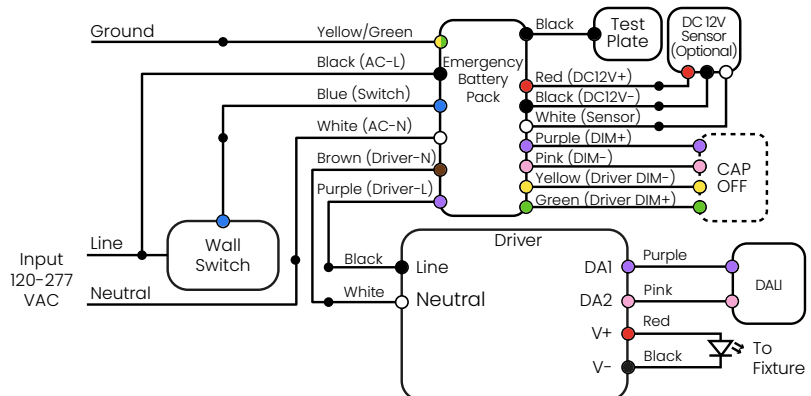 Ground
Yellow/Green
Black (AC-L)
Blue (Switch)
White (AC-N)
Brown (Driver-N)
Purple (Driver-L)
Emergency
Battery
Pack
Black
Test
Plate
DC 12V
Sensor
(Optional)
Red (DC12V+)
Black (DC12V-)
White (Sensor)
Purple (DIM+)
Pink (DIM-)
Yellow (Driver DIM-)
Green (Driver DIM+)
CAP
OFF
Input
120-277
VAC
Line
Neutral
Wall
Switch
Driver
Black
Line
White
Neutral
DA1
Purple
DA2
Pink
DALI
V+
Red
V-
Black
To
Fixture